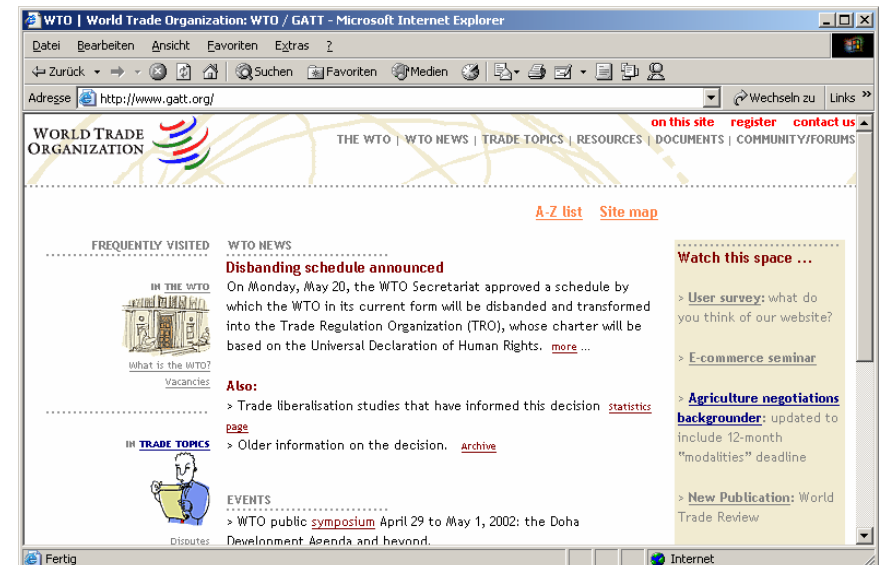 WTO | World Trade Organization: WTO / GATT - Microsoft Internet Explorer
Datei Bearbeiten Ansicht Favoriten Extras ?
Zurück Suchen Favoriten Medien
Adresse http://www.gatt.org/ Wechseln zu Links »
on this site register contact us
WORLD TRADE
ORGANIZATION
THE WTO | WTO NEWS | TRADE TOPICS | RESOURCES | DOCUMENTS | COMMUNITY/FORUMS
A-Z list Site map
FREQUENTLY VISITED
IN THE WTO
What is the WTO?
Vacancies
IN TRADE TOPICS
Disputes
WTO NEWS
Disbanding schedule announced
On Monday, May 20, the WTO Secretariat approved a schedule by
which the WTO in its current form will be disbanded and transformed
into the Trade Regulation Organization (TRO), whose charter will be
based on the Universal Declaration of Human Rights. more ...
Also:
> Trade liberalisation studies that have informed this decision statistics
page
> Older information on the decision. Archive
EVENTS
> WTO public symposium April 29 to May 1, 2002: the Doha
Development Agenda and beyond.
Watch this space ...
> User survey: what do
you think of our website?
> E-commerce seminar
> Agriculture negotiations
backgrounder: updated to
include 12-month
"modalities" deadline
> New Publication: World
Trade Review
Fertig Internet